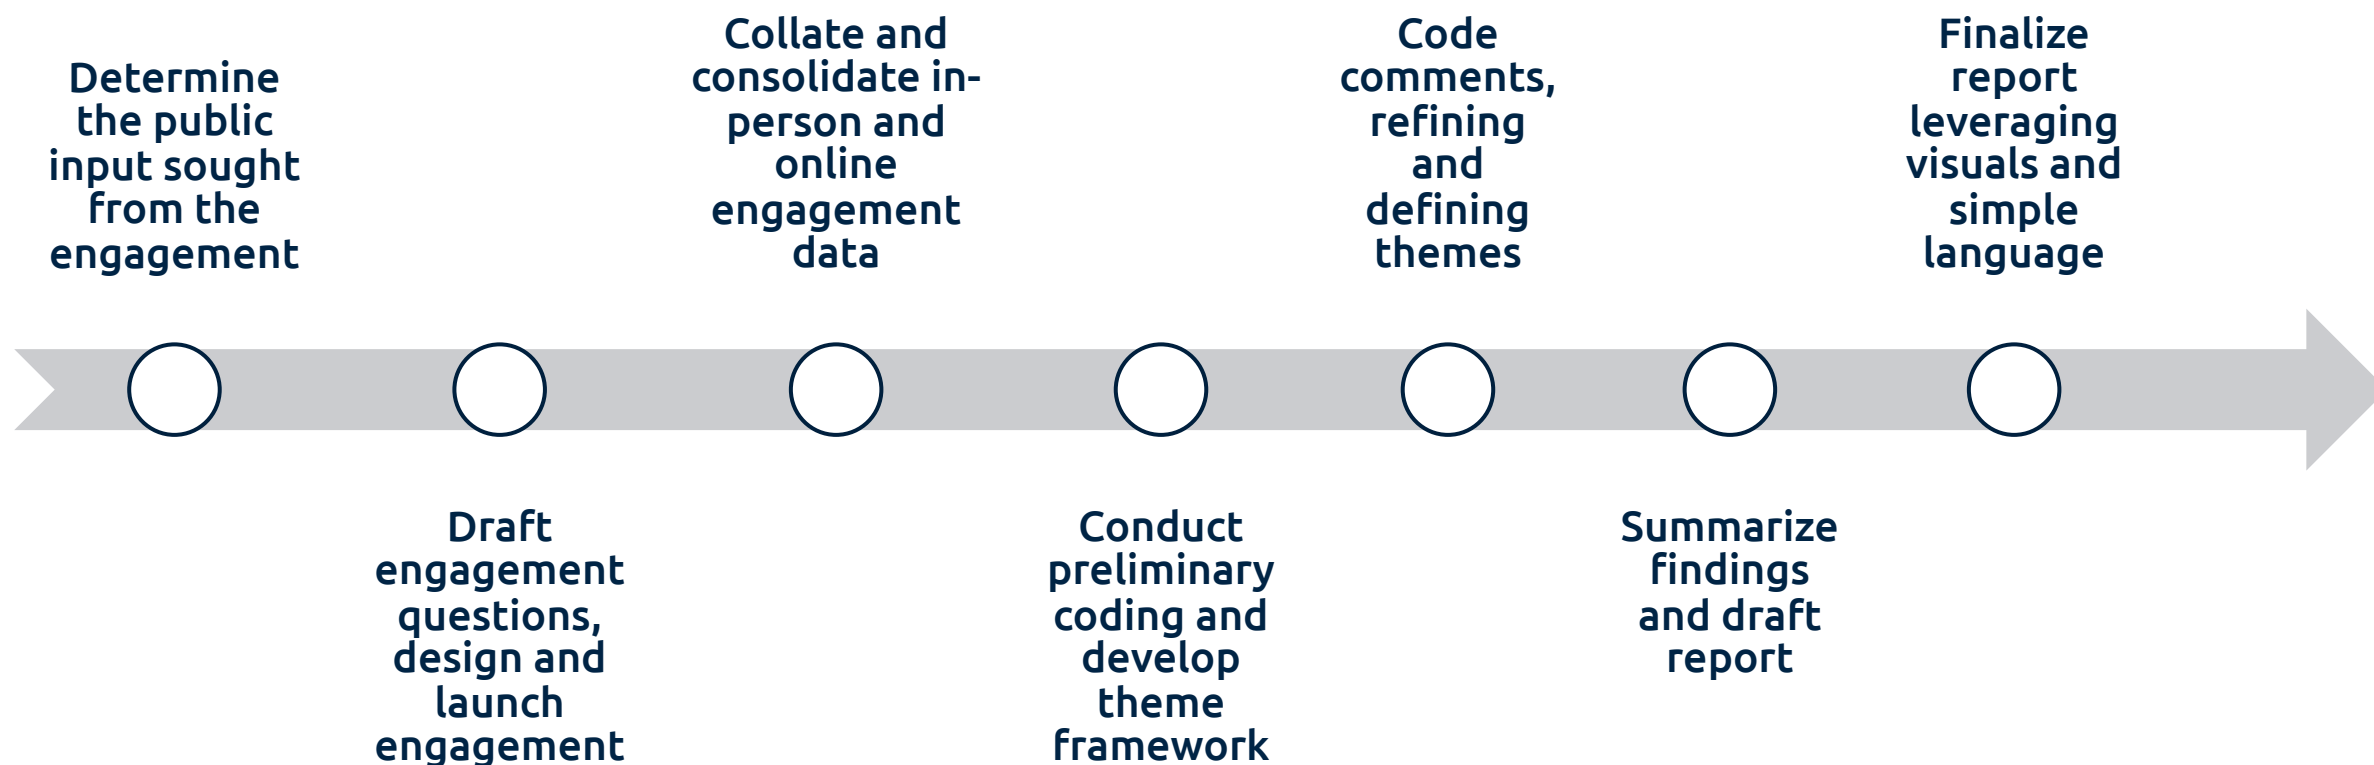 Determine
the public
input sought
from the
engagement
Draft
engagement
questions,
design and
launch
engagement
Collate and
consolidate in-
person and
online
engagement
data
Conduct
preliminary
coding and
develop
theme
framework
Code
comments,
refining
and
defining
themes
Summarize
findings
and draft
report
Finalize
report
leveraging
visuals and
simple
language